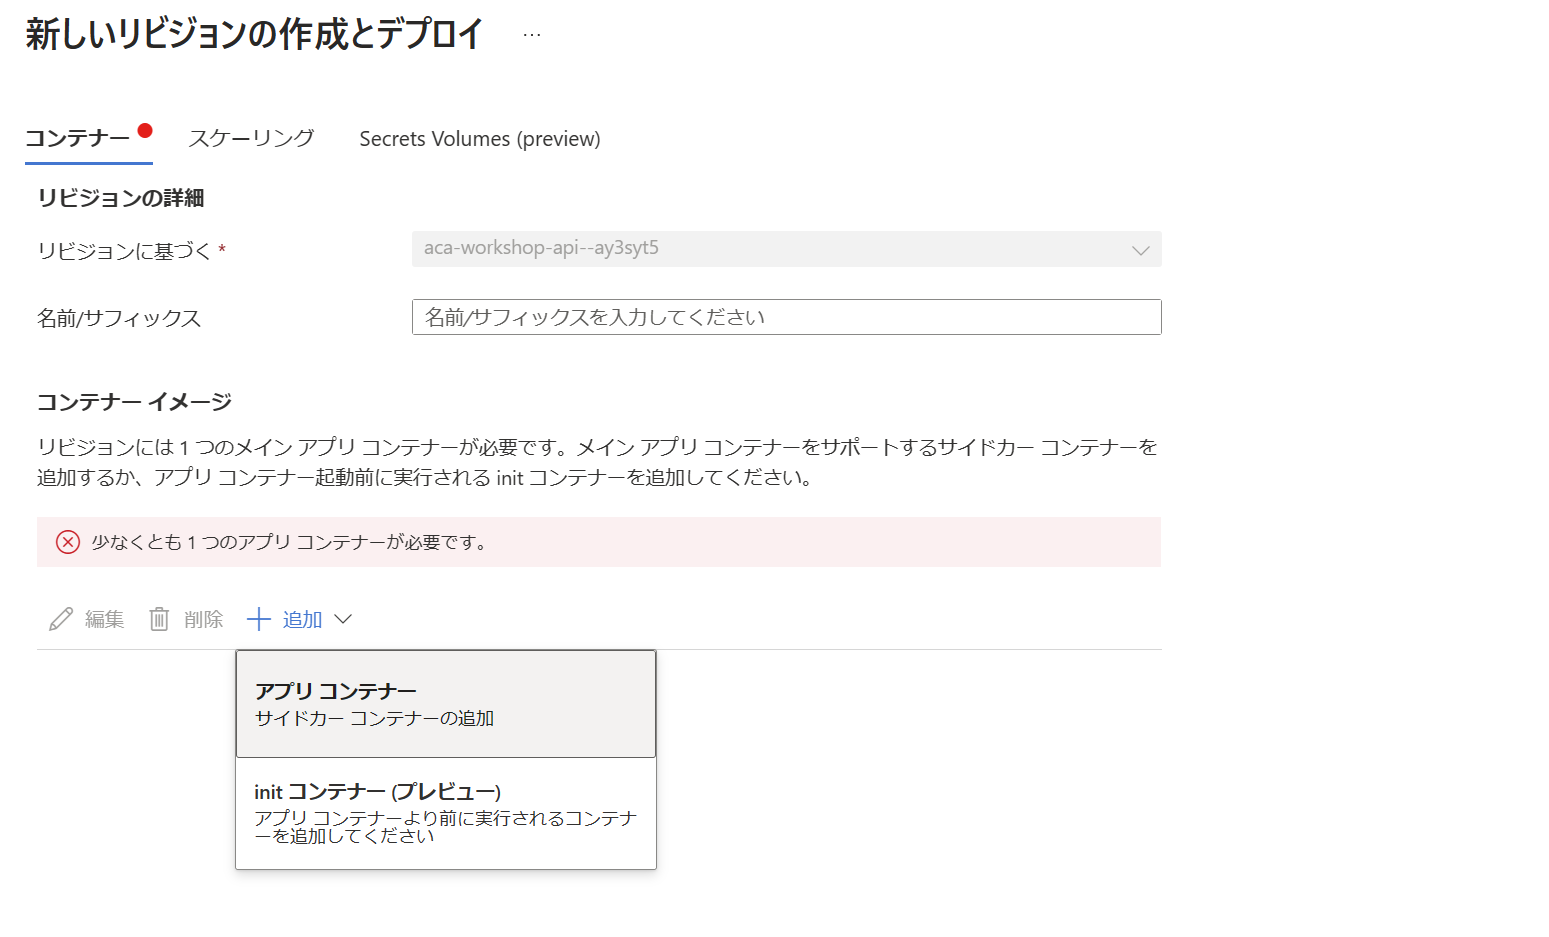 新しいリビジョンの作成とデプロイ ...
コンテナー スケーリング Secrets Volumes (preview)
リビジョンの詳細
リビジョンに基づく * aca-workshop-api--ay3syt5
名前/サフィックス 名前/サフィックスを入力してください
コンテナー イメージ
リビジョンには 1 つのメイン アプリ コンテナーが必要です。メイン アプリ コンテナーをサポートするサイドカー コンテナーを
追加するか、アプリ コンテナー起動前に実行される init コンテナーを追加してください。
少なくとも 1 つのアプリ コンテナーが必要です。
編集 削除 追加
アプリ コンテナー
サイドカー コンテナーの追加
init コンテナー (プレビュー)
アプリ コンテナーより前に実行されるコンテナ
ーを追加してください